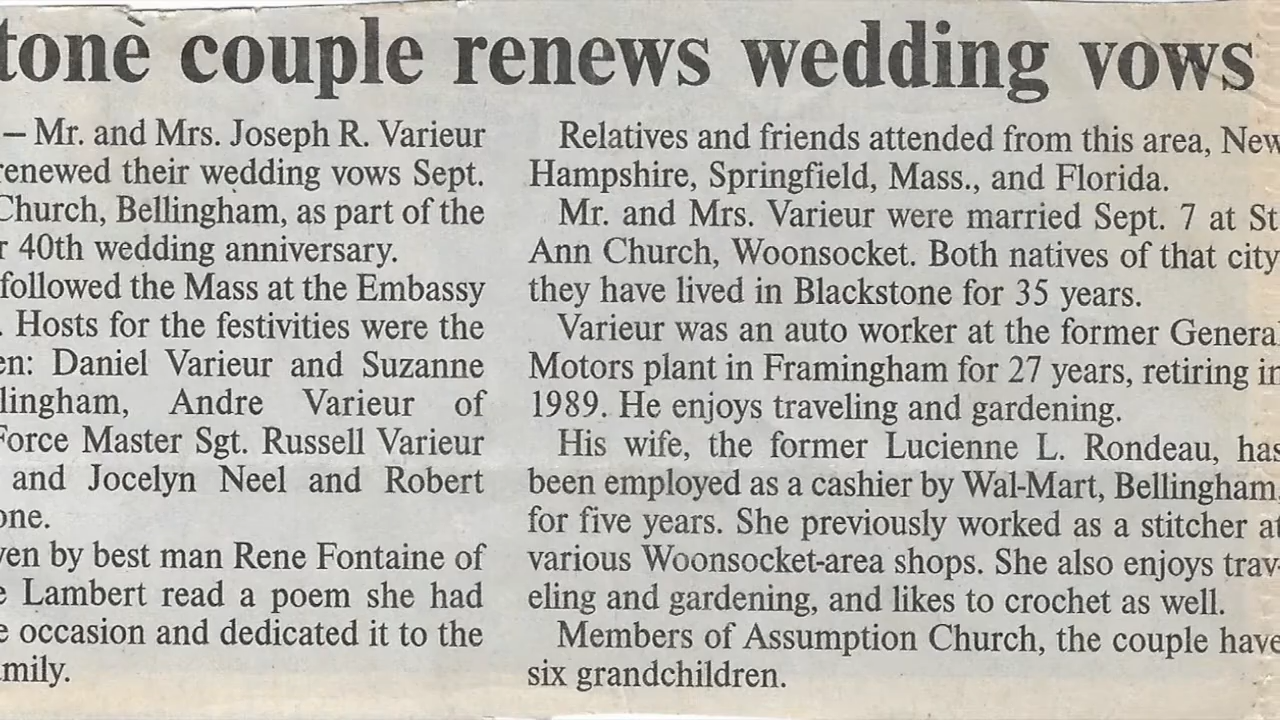 tone couple renews wedding vows
– Mr. and Mrs. Joseph R. Varieur
renewed their wedding vows Sept.
Church, Bellingham, as part of the
r 40th wedding anniversary.
followed the Mass at the Embassy
. Hosts for the festivities were the
en: Daniel Varieur and Suzanne
lingham, Andre Varieur of
Force Master Sgt. Russell Varieur
and Jocelyn Neel and Robert
one.
ven by best man Rene Fontaine of
e Lambert read a poem she had
e occasion and dedicated it to the
amily.
Relatives and friends attended from this area, New
Hampshire, Springfield, Mass., and Florida.
Mr. and Mrs. Varieur were married Sept. 7 at St
Ann Church, Woonsocket. Both natives of that city
they have lived in Blackstone for 35 years.
Varieur was an auto worker at the former Genera
Motors plant in Framingham for 27 years, retiring in
1989. He enjoys traveling and gardening.
His wife, the former Lucienne L. Rondeau, has
been employed as a cashier by Wal-Mart, Bellingham,
for five years. She previously worked as a stitcher at
various Woonsocket-area shops. She also enjoys trav-
eling and gardening, and likes to crochet as well.
Members of Assumption Church, the couple have
six grandchildren.